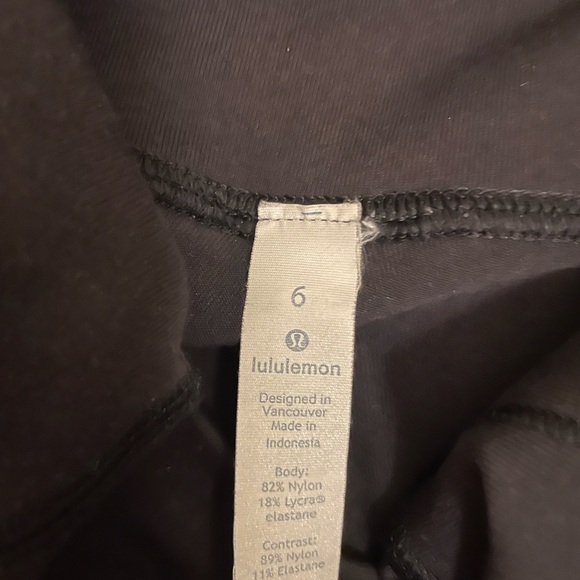 6
lululemon
Designed in
Vancouver
Made in
Indonesia
Body:
82% Nylon
18% Lycra®
elastane
Contrast:
89% Nylon
11% Elastane